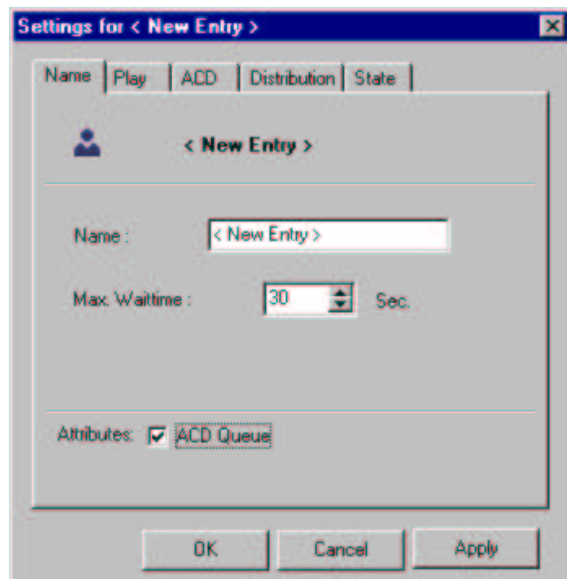 Settings for < New Entry >
Name Play ACD Distribution State
< New Entry >
Name : < New Entry >
Max. Waittime : 30 Sec.
Attributes: ACD Queue
OK Cancel Apply